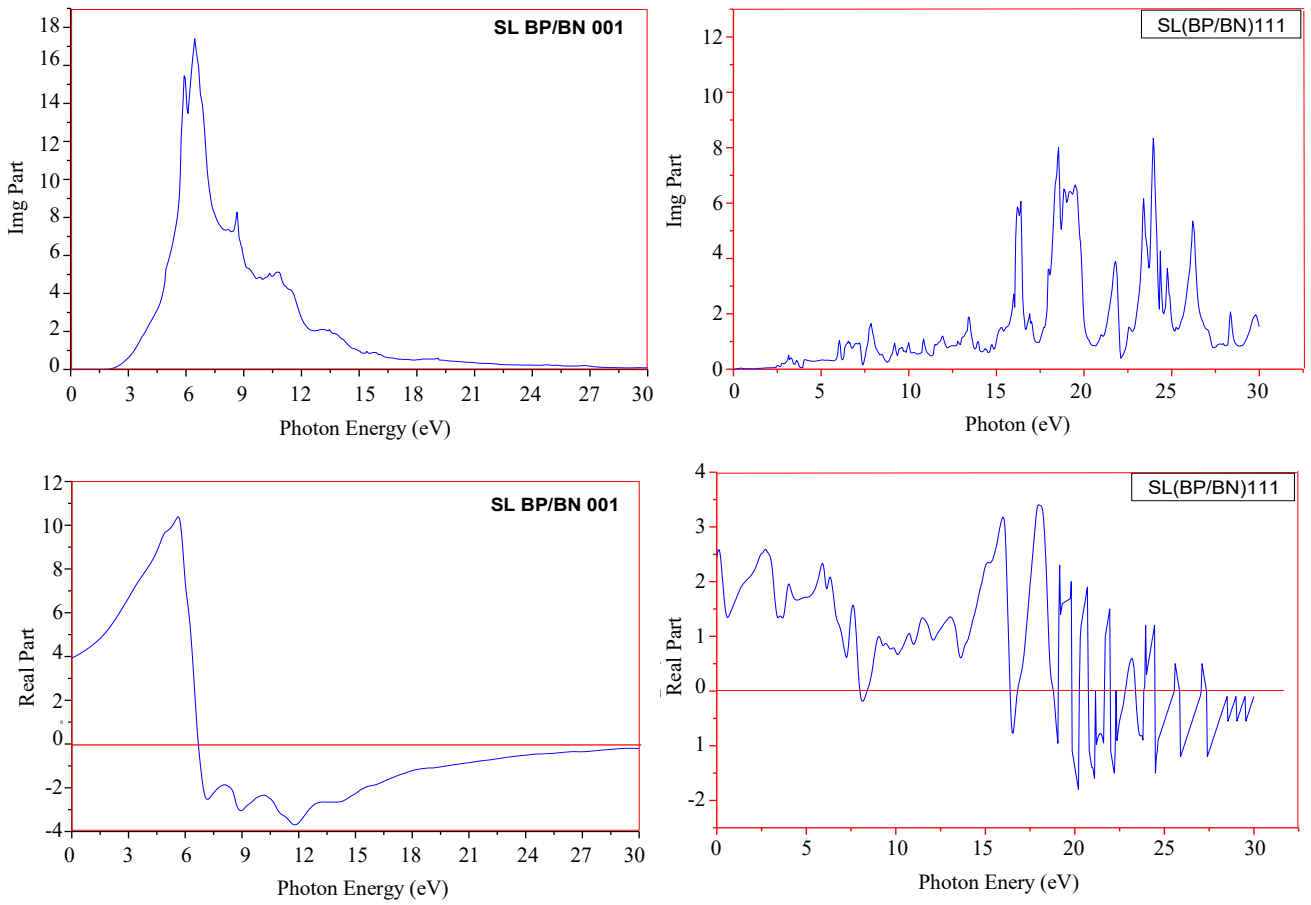 SL BP/BN 001
18
16
14
12
18
10
8
6
4
2
0
0 3 6 9 12 15 18 21 24 27 30
Img Part
Photon Energy (eV)
SL(BP/BN)111
12
10
8
6
4
2
0
0 5 10 15 20 25 30
Img Part
Photon (eV)
SL BP/BN 001
12
10
8
6
4
2
0
-2
-4
0 3 6 9 12 15 18 21 24 27 30
Real Part
Photon Energy (eV)
SL(BP/BN)111
4
3
2
1
0
1
-2
0 5 10 15 20 25 30
Real Part
Photon Enery (eV)